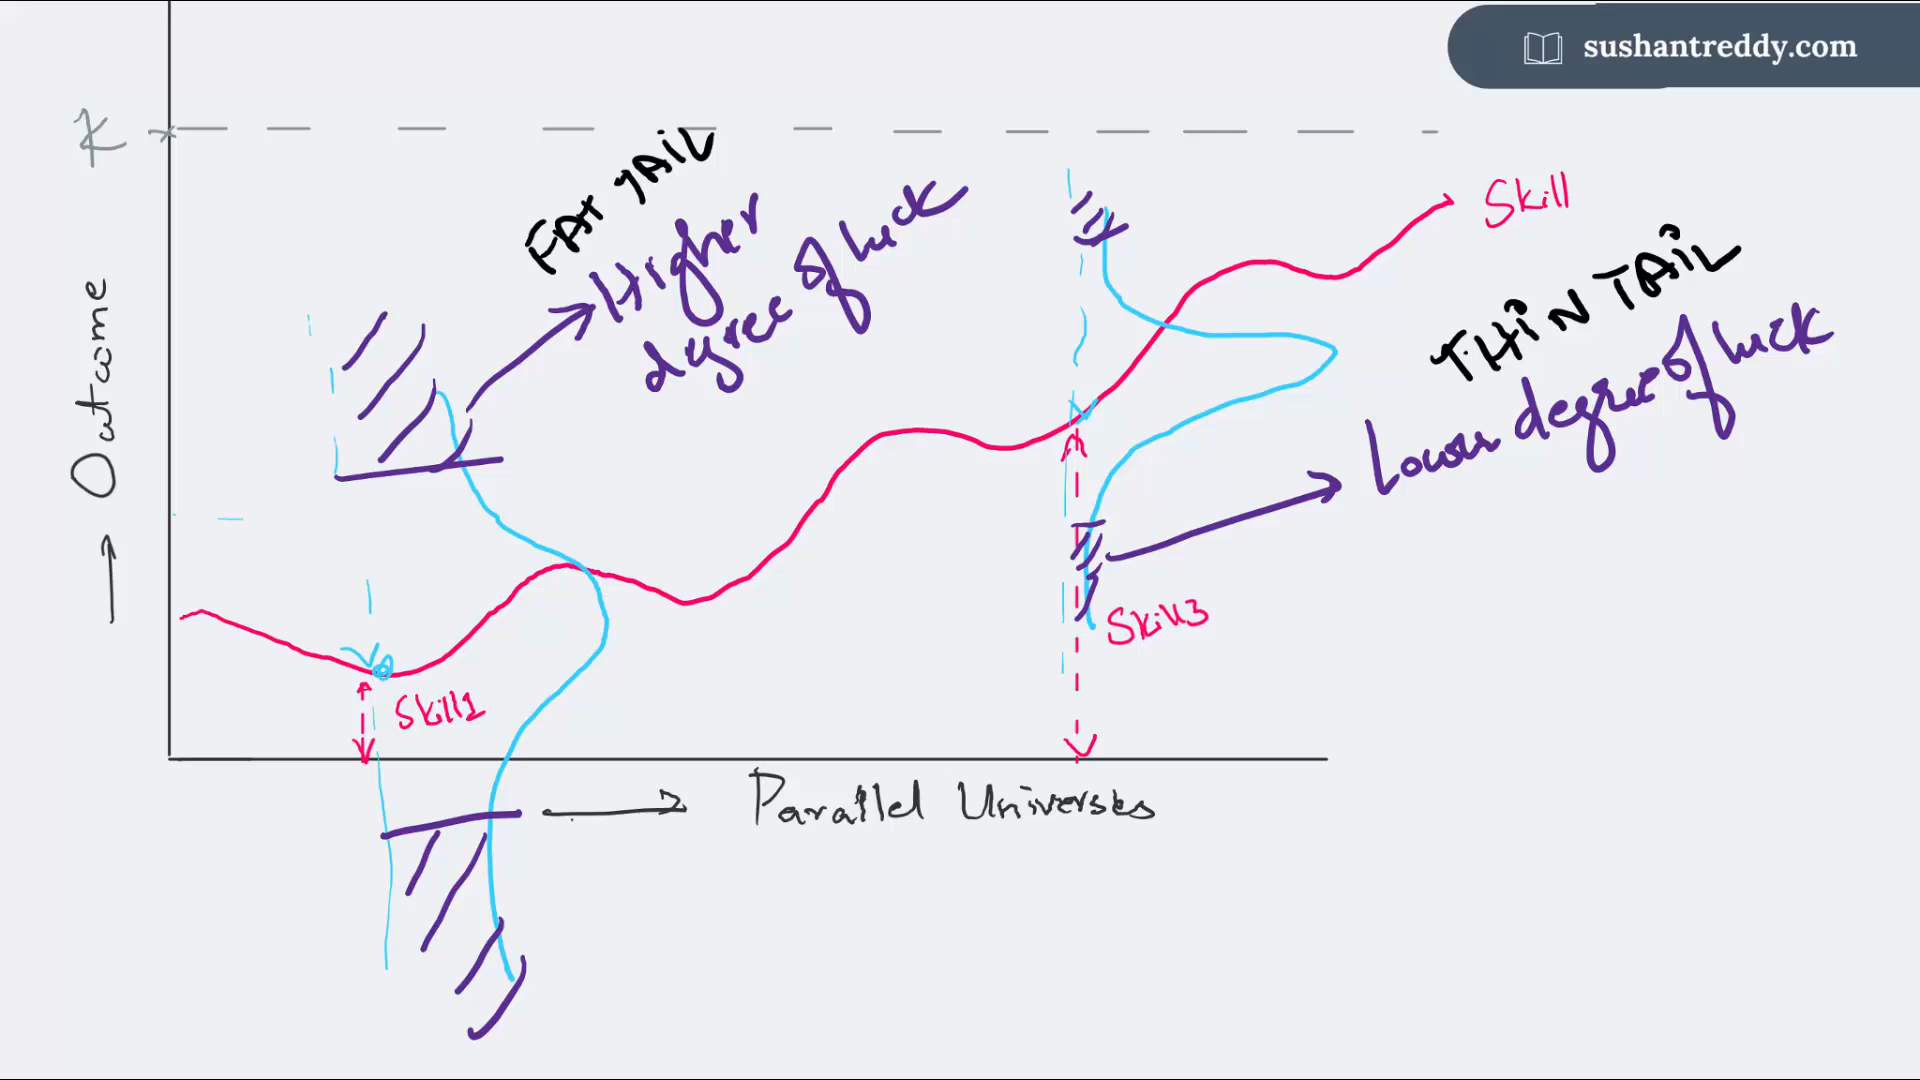 sushantreddy.com
K
FAT TAIL
Higher
degree of luck
Skill
THIN TAIL
Lower degree of luck
Outcome
Skill3
Skill1
Parallel Universes